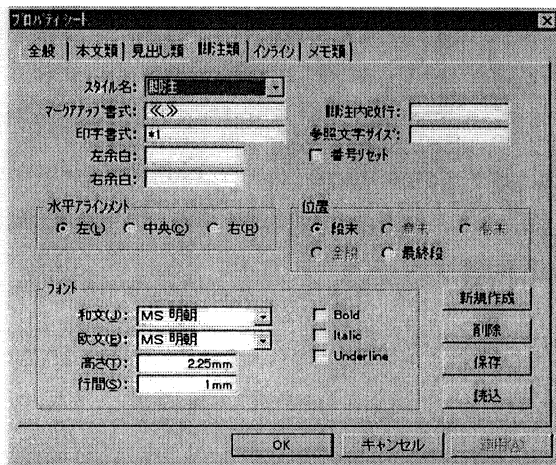 プロパティシート
全般 本文類 見出し類 脚注類 インライン メモ類
スタイル名: 脚注
マークアップ書式: ≪,≫ 脚注内改行:
印字書式: *1 参照文字サイズ:
左余白: 番号リセット
右余白:
水平アラインメント 位置
左(L) 中央(C) 右(R) 段末 章末 巻末
全段 最終段
フォント 新規作成
和文(J): MS 明朝 Bold
欧文(E): MS 明朝 Italic 削除
高さ(T): 2.25mm Underline 保存
行間(S): 1mm 読込
OK キャンセル 適用(A)